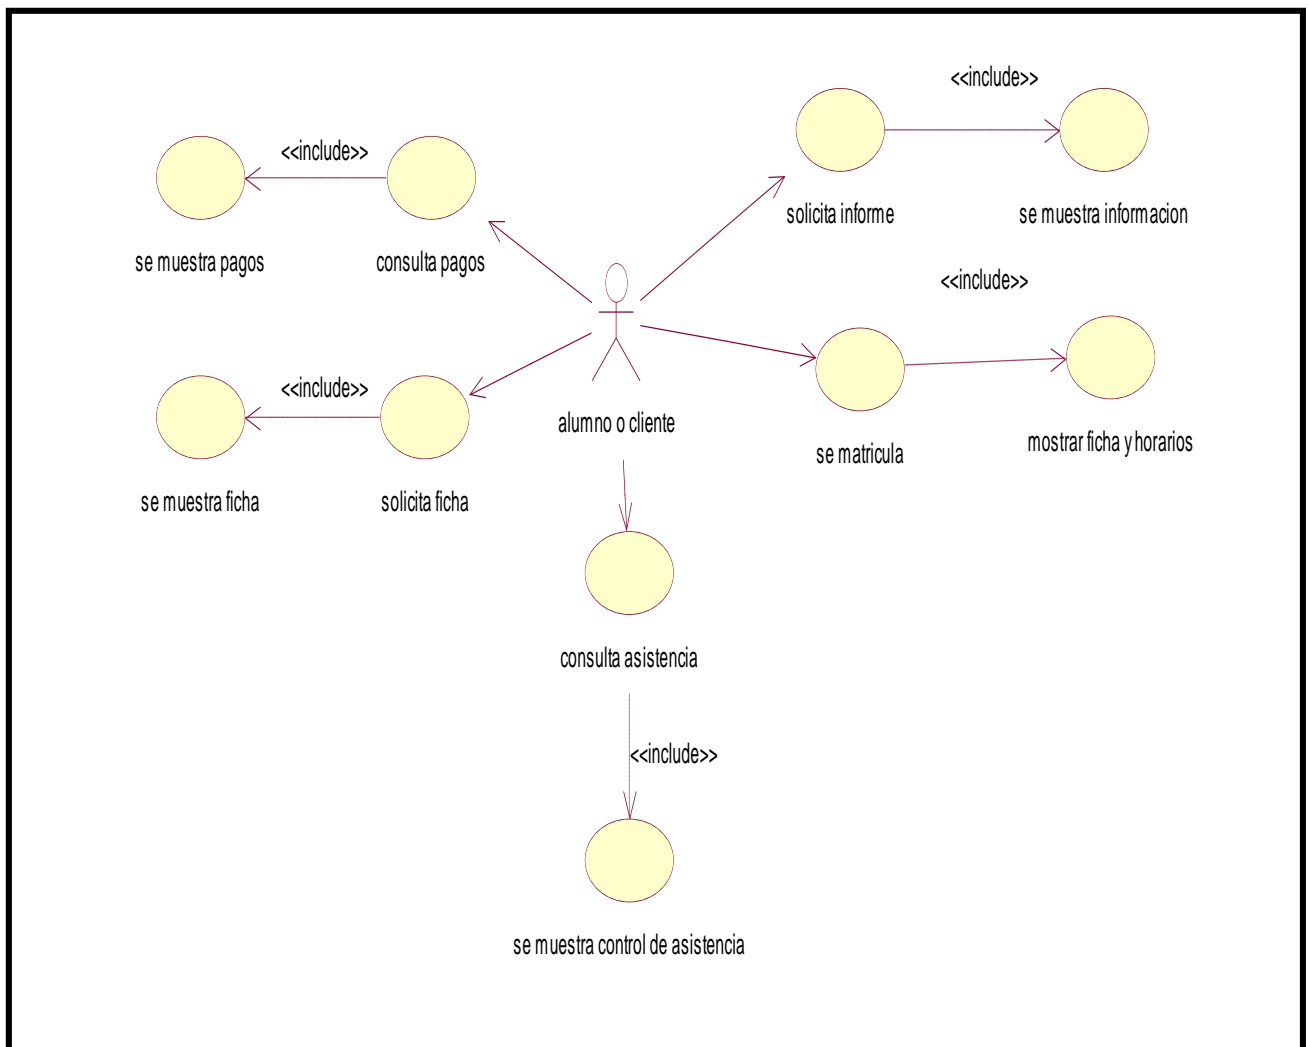 <<include>>
<<include>>
solicita informe
se muestra informacion
se muestra pagos
consulta pagos
<<include>>
<<include>>
alumno o cliente
se matricula
mostrar ficha y horarios
se muestra ficha
solicita ficha
consulta asistencia
<<include>>
se muestra control de asistencia